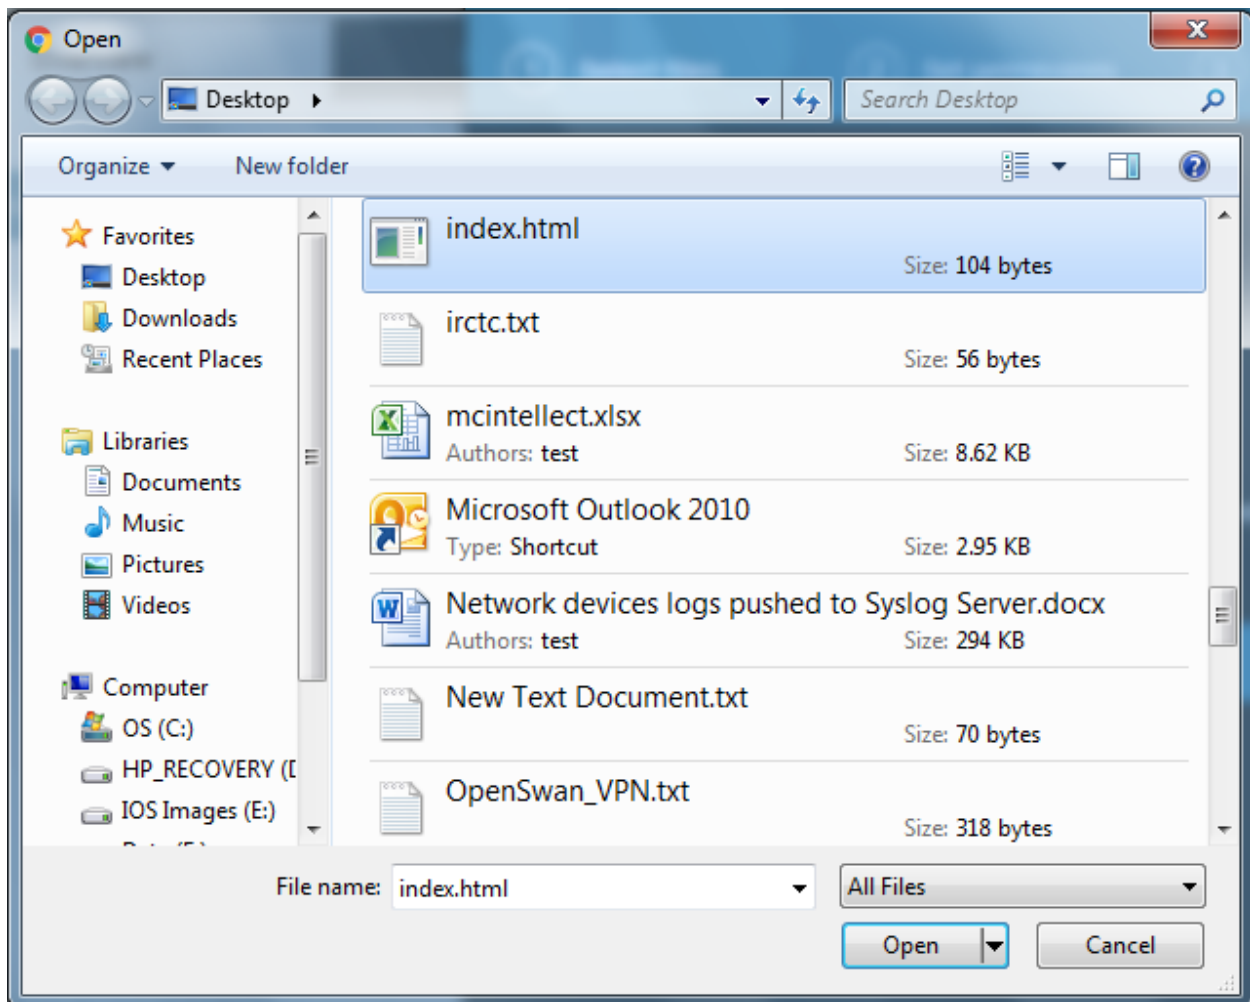 Open
Desktop
Search Desktop
Organize
New folder
Favorites
Desktop
Downloads
Recent Places
Libraries
Documents
Music
Pictures
Videos
Computer
OS (C:)
HP_RECOVERY (
IOS Images (E:)
index.html
Size: 104 bytes
irctc.txt
Size: 56 bytes
mcintellect.xlsx
Authors: test
Size: 8.62 KB
Microsoft Outlook 2010
Type: Shortcut
Size: 2.95 KB
Network devices logs pushed to Syslog Server.docx
Authors: test
Size: 294 KB
New Text Document.txt
Size: 70 bytes
OpenSwan_VPN.txt
Size: 318 bytes
File name: index.html
All Files
Open
Cancel